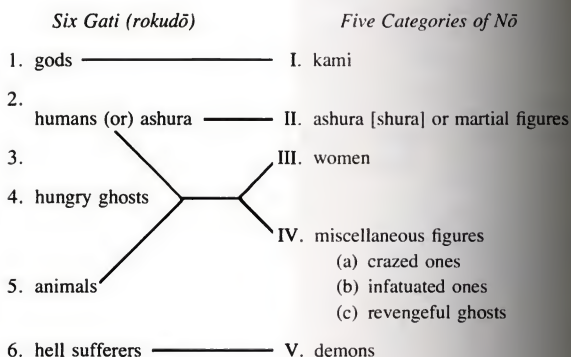 Six Gati (rokudō) Five Categories of Nō
1. gods I. kami
2.
humans (or) ashura II. ashura [shura] or martial figures
3. III. women
4. hungry ghosts
IV. miscellaneous figures
(a) crazed ones
(b) infatuated ones
5. animals
(c) revengeful ghosts
6. hell sufferers V. demons